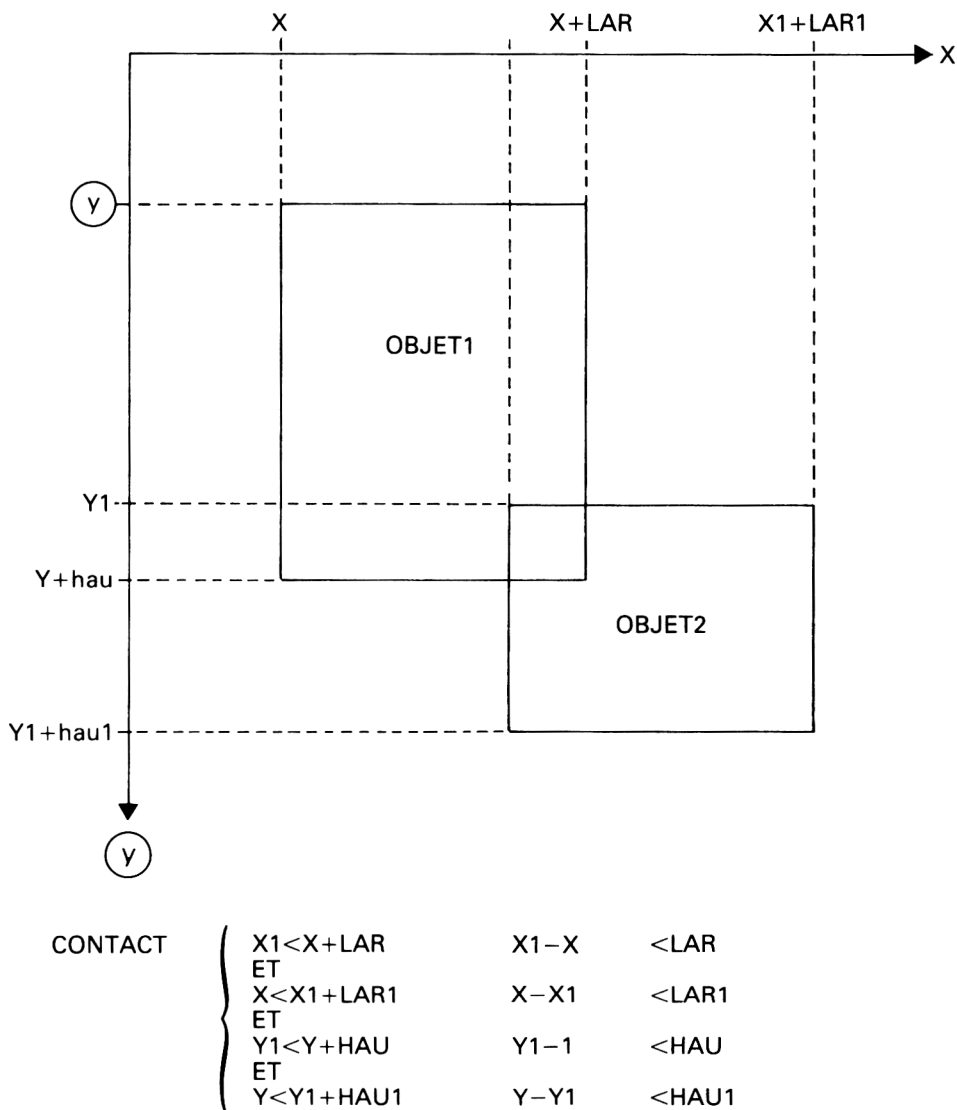 X X+LAR X1+LAR1
X
y
OBJET1
Y1
Y+hau
OBJET2
Y1+hau1
y
CONTACT X1<X+LAR X1–X <LAR
ET
X<X1+LAR1 X–X1 <LAR1
ET
Y1<Y+HAU Y1–1 <HAU
ET
Y<Y1+HAU1 Y–Y1 <HAU1